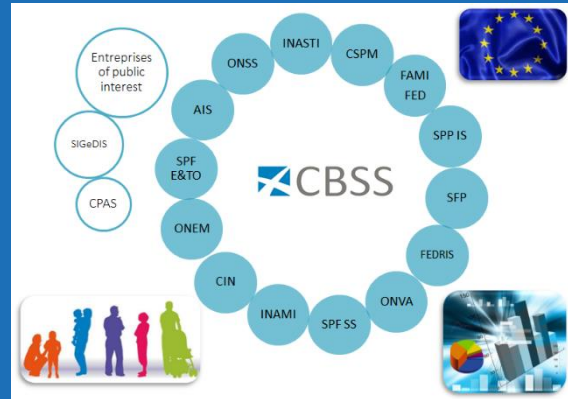 Entreprises
of public
interest
SIGeDIS
CPAS
INASTI
CSPM
FAMI
FED
SPP IS
SFP
FEDRIS
ONVA
SPF SS
INAMI
CIN
ONEM
SPF
E&TO
AIS
ONSS
CBSS